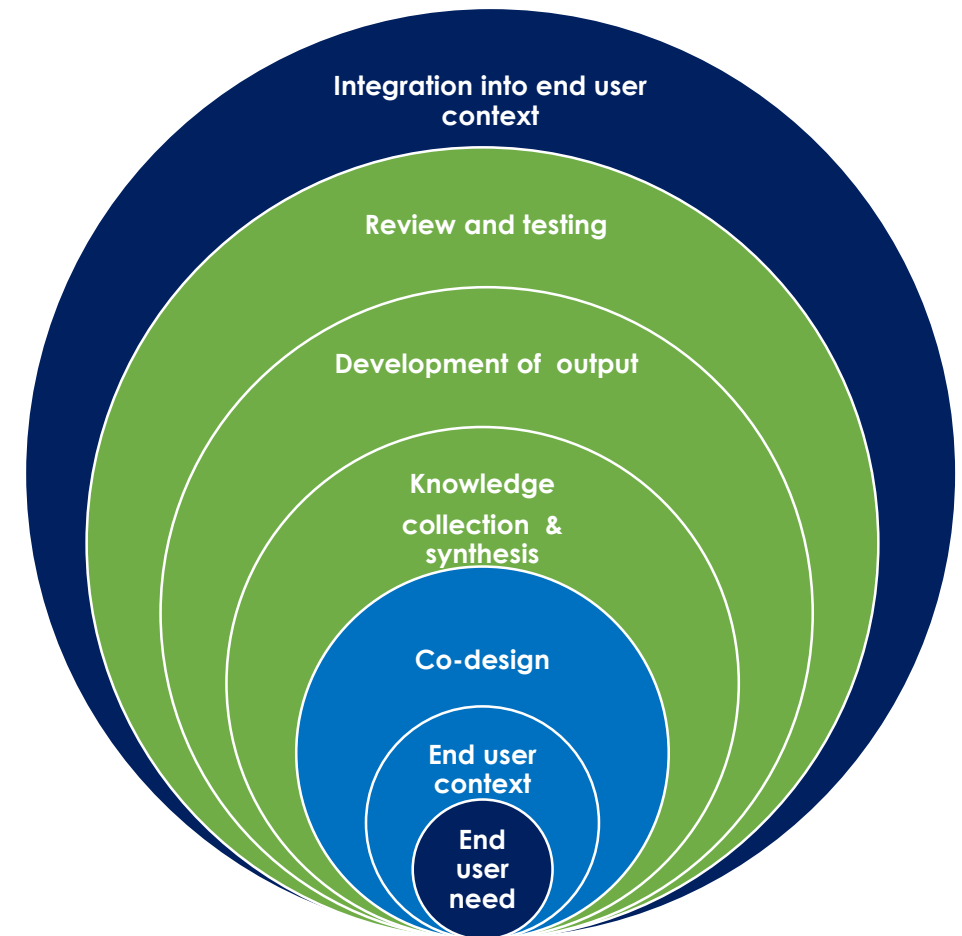 Integration into end user
context
Review and testing
Development of  output
Knowledge
collection  &
synthesis
Co-design
End user
context
End
user
need